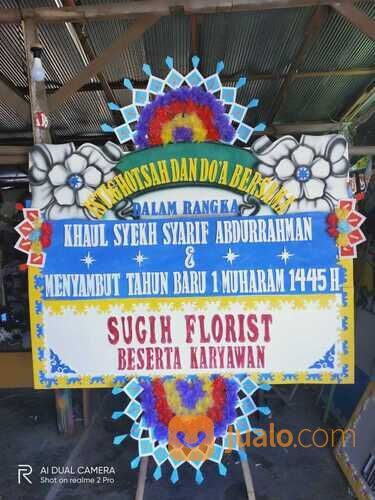 ISTIGHOTSAH DAN DO'A BERSAMA
DALAM RANGKA
KHAUL SYEKH SYARIF ABDURRAHMAN
&
MENYAMBUT TAHUN BARU 1 MUHARAM 1445 H
SUGIH FLORIST
BESERTA KARYAWAN
jualo.com
R
AI DUAL CAMERA
Shot on realme 2 Pro